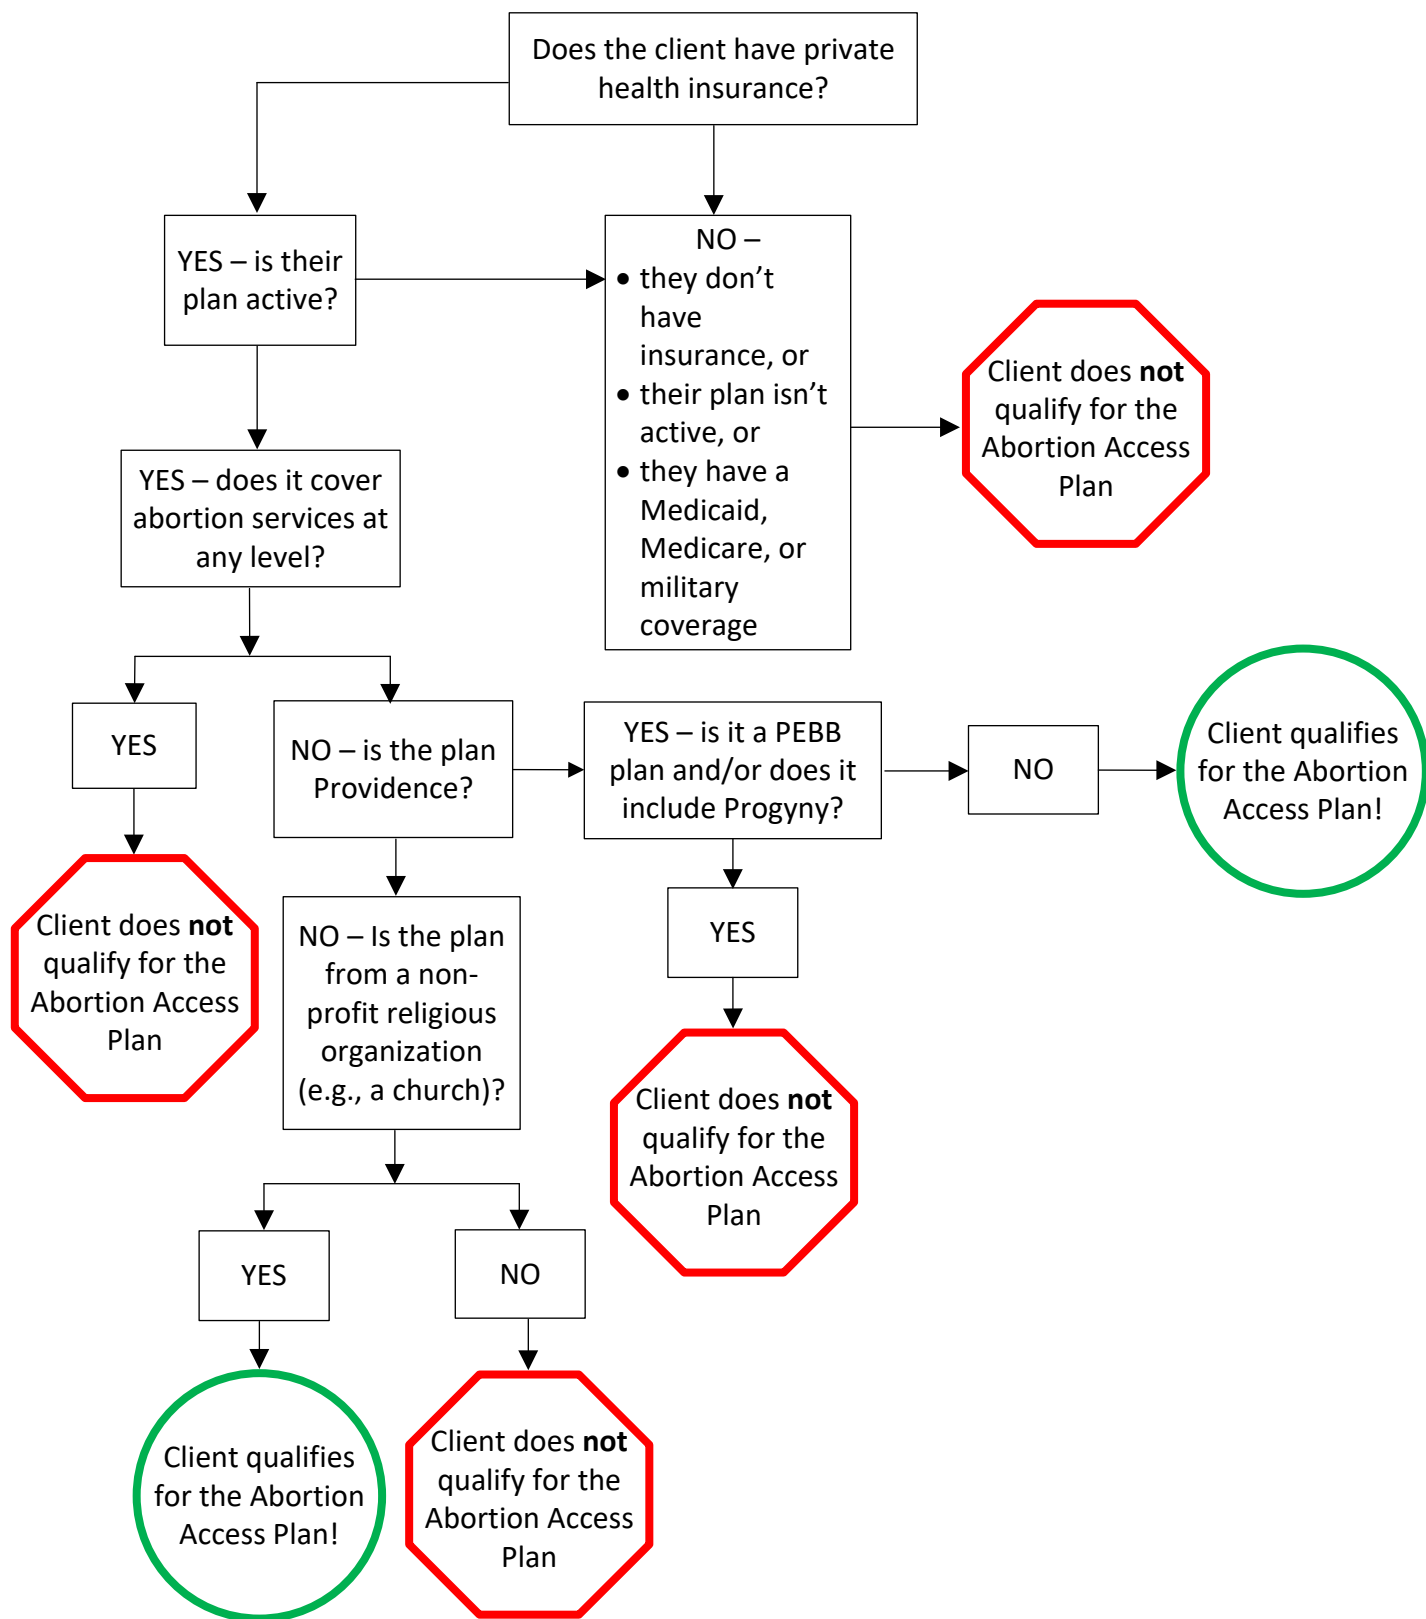 Does the client have private
health insurance?
YES – is their
plan active?
NO –
• they don’t
have
insurance, or
• their plan isn’t
active, or
• they have a
Medicaid,
Medicare, or
military
coverage
Client does not
qualify for the
Abortion Access
Plan
YES – does it cover
abortion services at
any level?
YES
NO – is the plan
Providence?
YES – is it a PEBB
plan and/or does it
include Progyny?
NO
Client qualifies
for the Abortion
Access Plan!
Client does not
qualify for the
Abortion Access
Plan
NO – Is the plan
from a non-
profit religious
organization
(e.g., a church)?
YES
Client does not
qualify for the
Abortion Access
Plan
YES
NO
Client qualifies
for the Abortion
Access Plan!
Client does not
qualify for the
Abortion Access
Plan